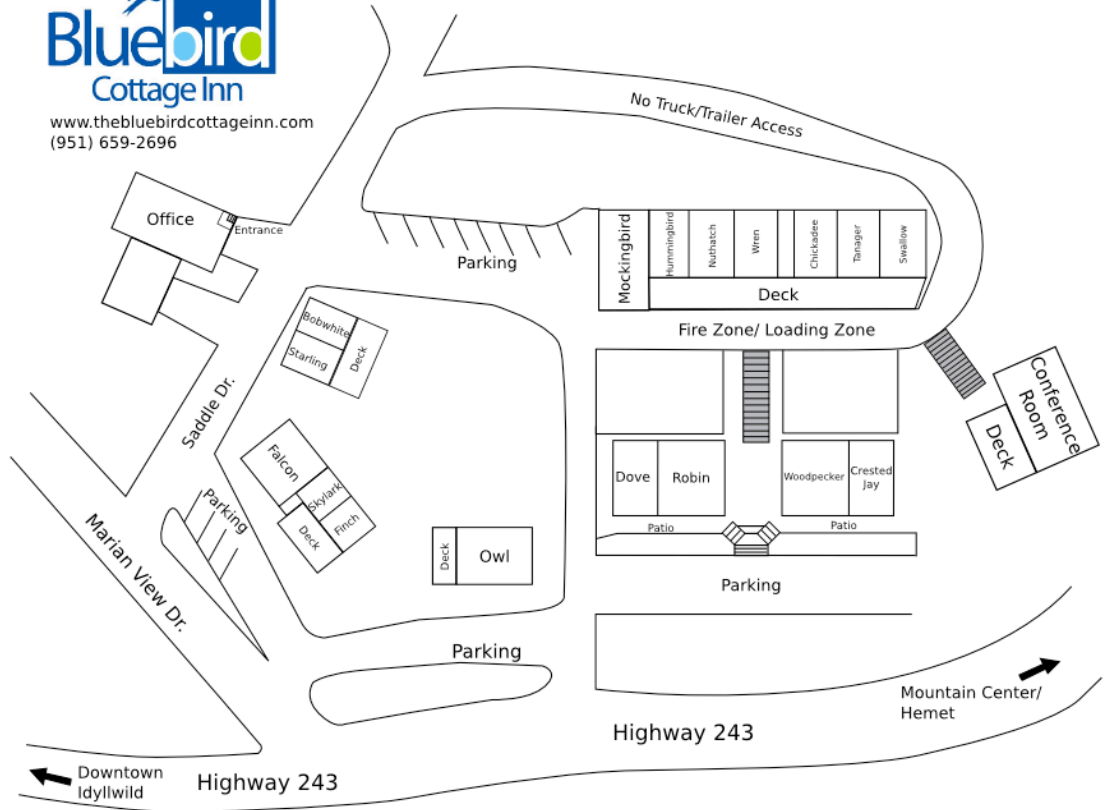 Bluebird
Cottage Inn
www.thebluebirdcottageinn.com
(951) 659-2696
No Truck/Trailer Access
Office
Entrance
Parking
Mockingbird
Hummingbird
Nuthatch
Wren
Chickadee
Tanager
Swallow
Deck
Fire Zone/ Loading Zone
Bobwhite
Starling
Deck
Conference
Room
Deck
Saddle Dr.
Falcon
Skylark
Finch
Deck
Parking
Marian View Dr.
Dove
Robin
Woodpecker
Crested
Jay
Patio
Patio
Deck
Owl
Parking
Parking
Mountain Center/
Hemet
Highway 243
Downtown
Idyllwild
Highway 243